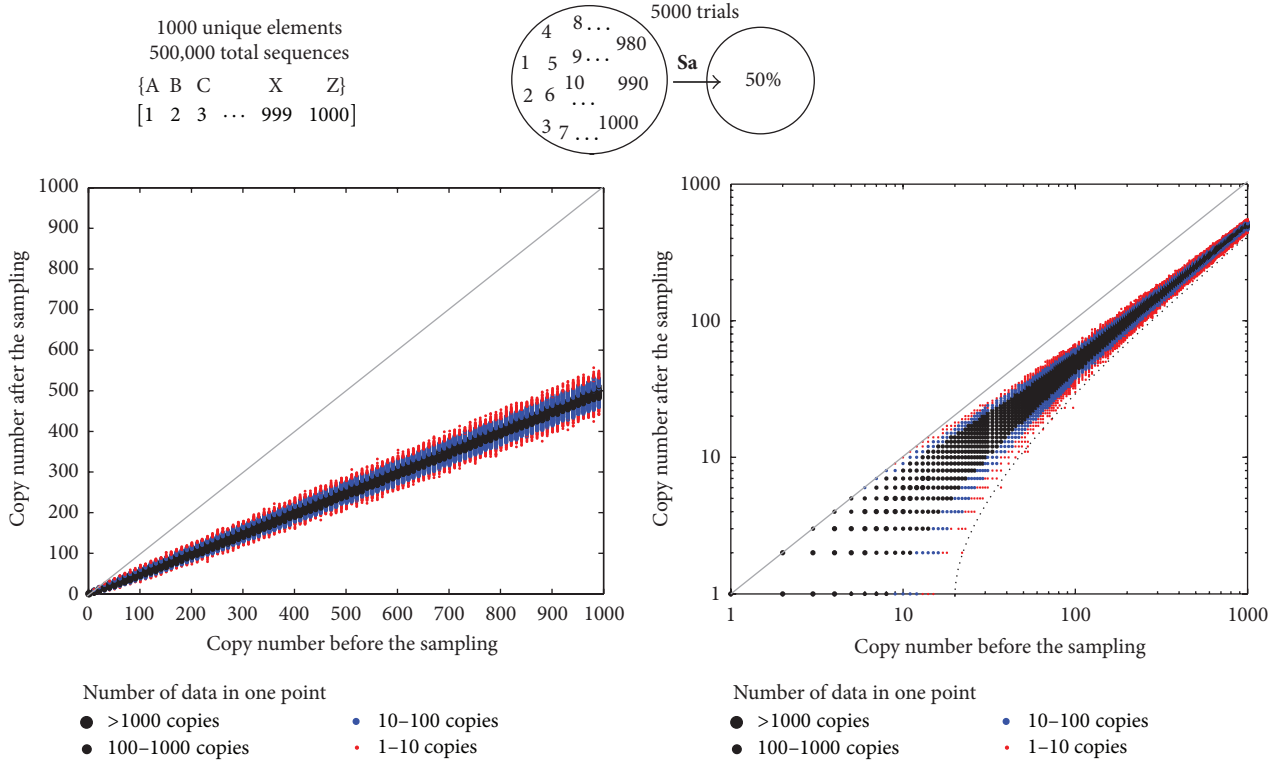 1000 unique elements
500,000 total sequences
{A B C X Z}
[1 2 3 ⋯ 999 1000]
5000 trials
8 ...
4
980
9 ...
1 5
10
990
2 6
...
1000
3 7 ...
Sa
50%
1000
900
800
700
600
500
400
300
200
100
0
0 100 200 300 400 500 600 700 800 900 1000
Copy number after the sampling
Copy number before the sampling
Number of data in one point
>1000 copies
100–1000 copies
10–100 copies
1–10 copies
1000
100
10
1
1 10 100 1000
Copy number after the sampling
Copy number before the sampling
Number of data in one point
>1000 copies
100–1000 copies
10–100 copies
1–10 copies